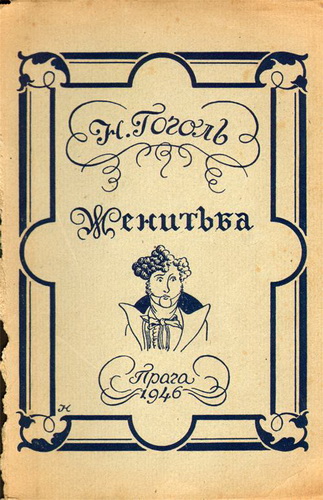 Н. Гоголь
Женитьба
Прага
1946
К